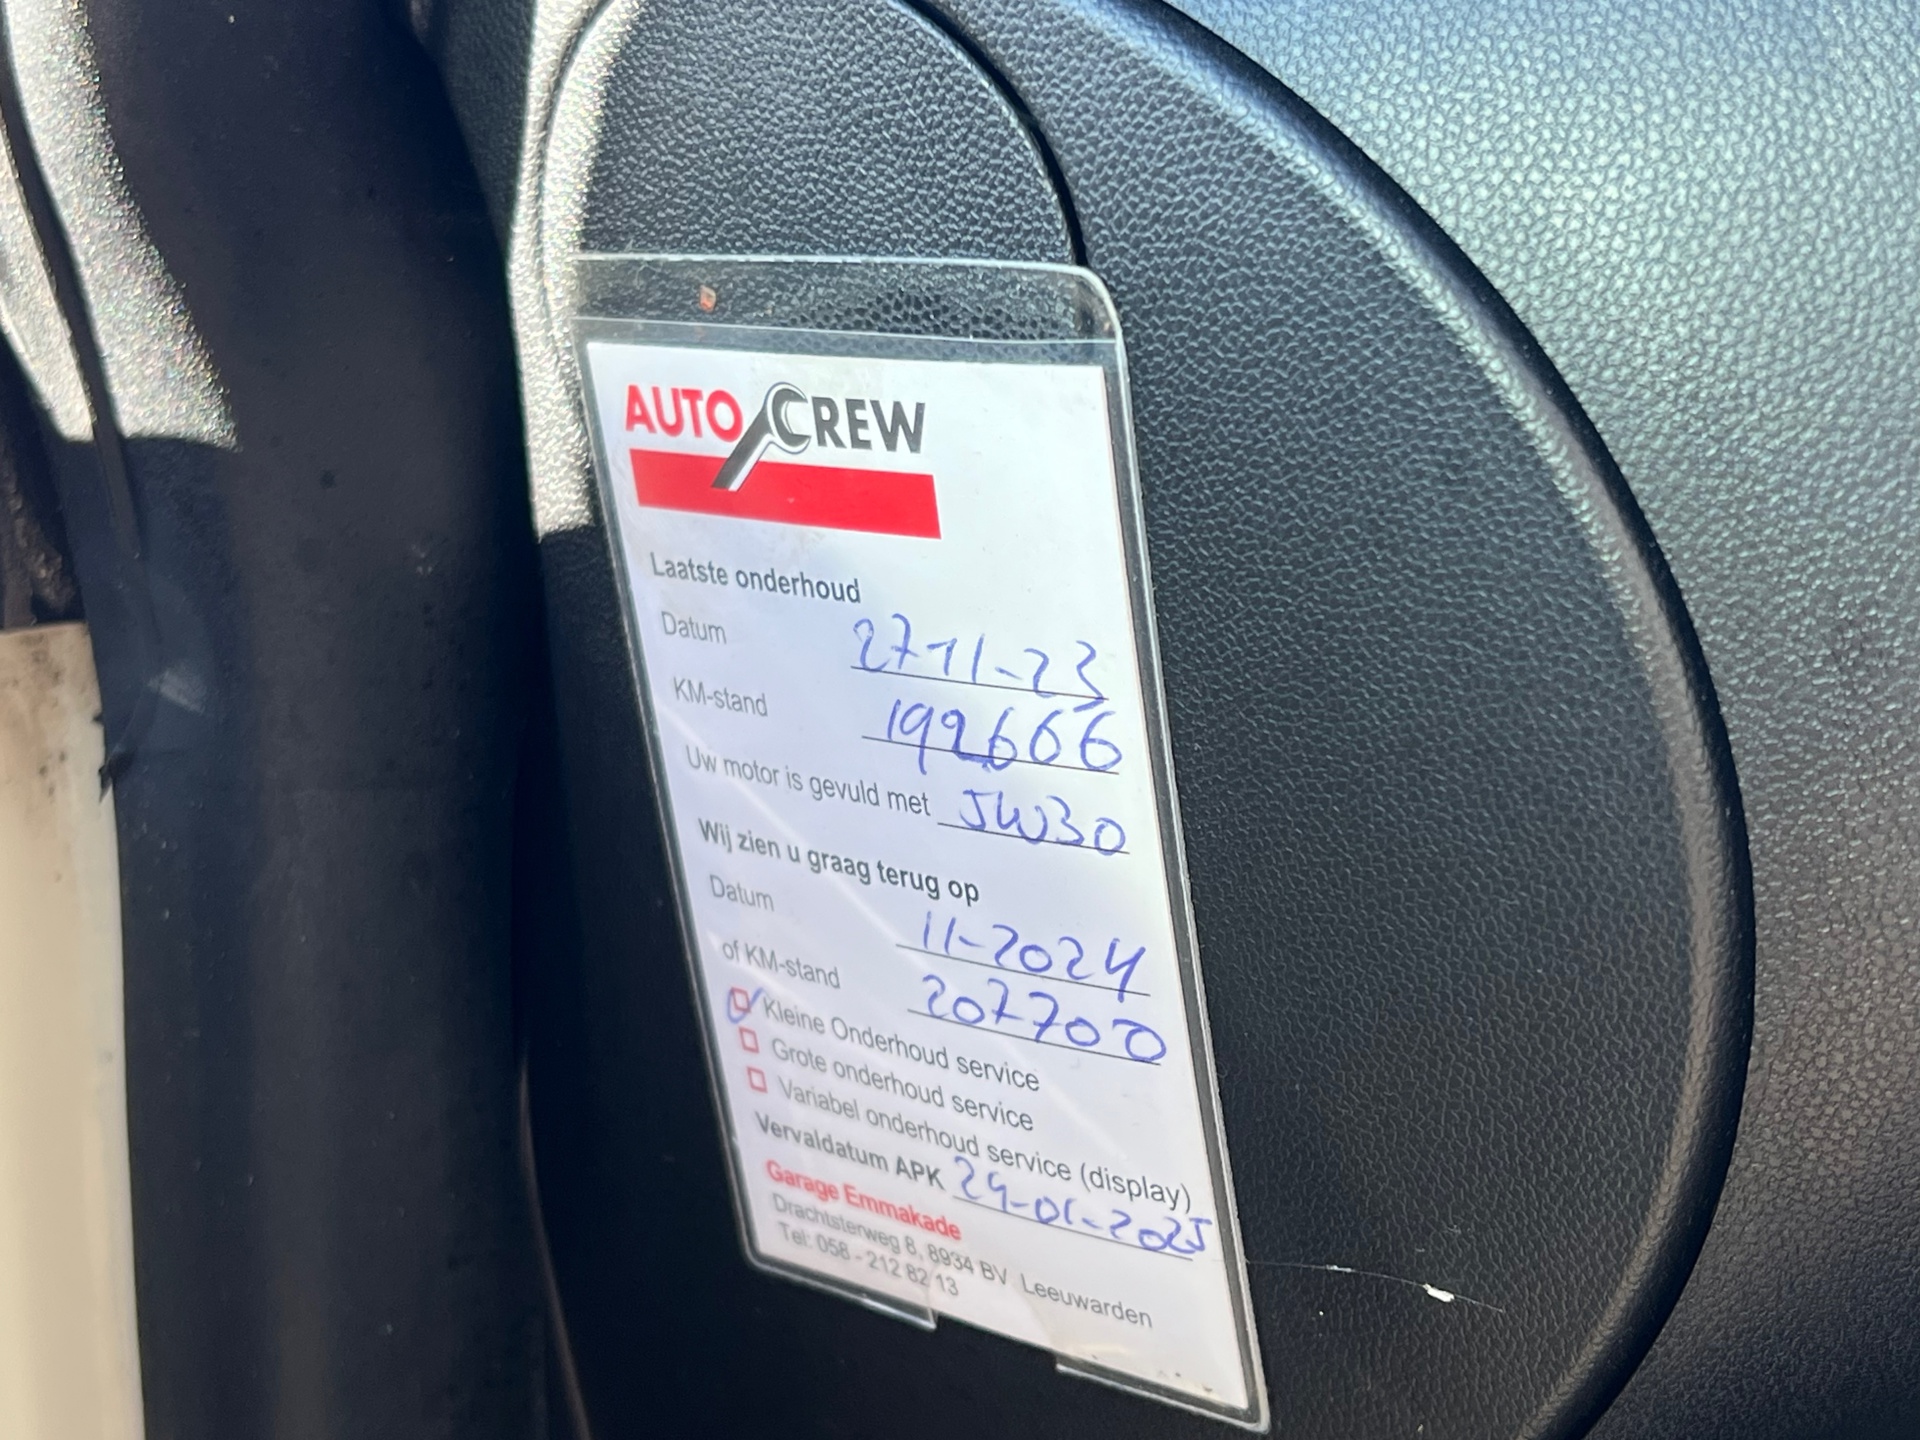 AUTO CREW
Laatste onderhoud
Datum 27-11-23
KM-stand 192666
Uw motor is gevuld met 5W30
Wij zien u graag terug op
Datum 11-2024
of KM-stand 207700
Kleine Onderhoud service
Grote onderhoud service
Variabel onderhoud service (display)
Vervaldatum APK 29-01-2025
Garage Emmakade
Drachtsterweg 8, 8934 BV Leeuwarden
Tel: 058 - 212 82 13